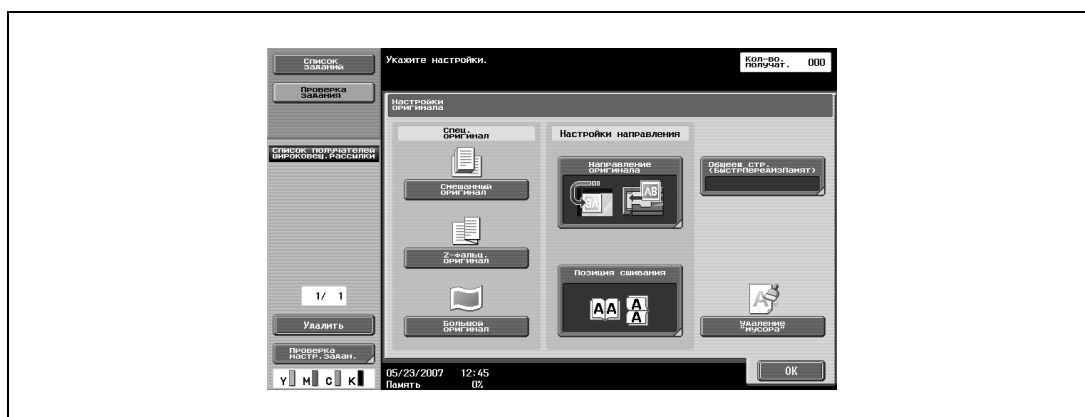 Список
заданий
Укажите настройки.
Кол-во.
получат. 000
Проверка
задания
Настройки
оригинала
Спец.
оригинал
Настройки направления
Список получателей
широковещ.рассылки
Направление
оригинала
Общеев стр.
(БыстрПередИзПамят)
Смешанный
оригинал
Z-фальц.
оригинал
Позиция сшивания
1/ 1
Большой
оригинал
Удаление
"мусора"
Удалить
Проверка
настр.задан.
OK
Y M C K
05/23/2007 12:45
Память 0%